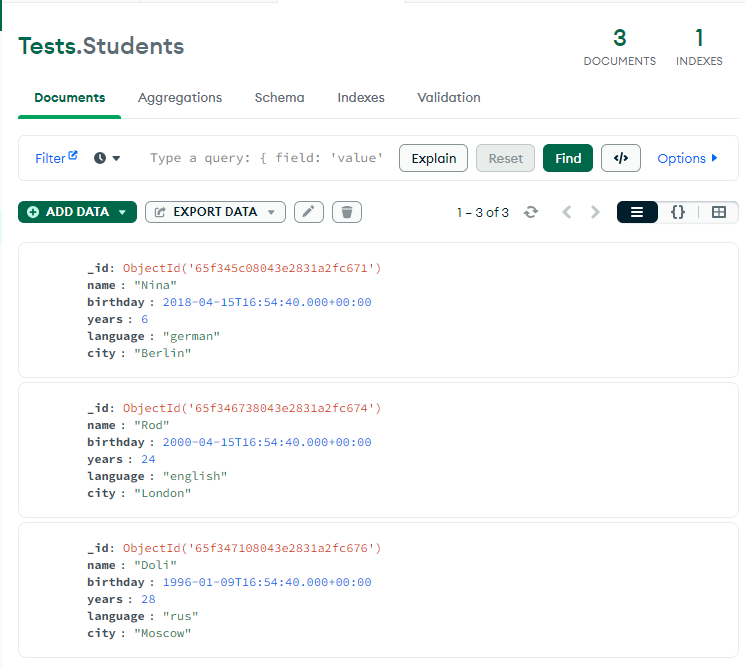 Tests.Students
3
DOCUMENTS
1
INDEXES
Documents Aggregations Schema Indexes Validation
Filter Type a query: { field: 'value' Explain Reset Find </> Options
ADD DATA EXPORT DATA 1 – 3 of 3 {}
_id: ObjectId('65f345c08043e2831a2fc671')
name : "Nina"
birthday : 2018-04-15T16:54:40.000+00:00
years : 6
language : "german"
city : "Berlin"
_id: ObjectId('65f346738043e2831a2fc674')
name : "Rod"
birthday : 2000-04-15T16:54:40.000+00:00
years : 24
language : "english"
city : "London"
_id: ObjectId('65f347108043e2831a2fc676')
name : "Doli"
birthday : 1996-01-09T16:54:40.000+00:00
years : 28
language : "rus"
city : "Moscow"